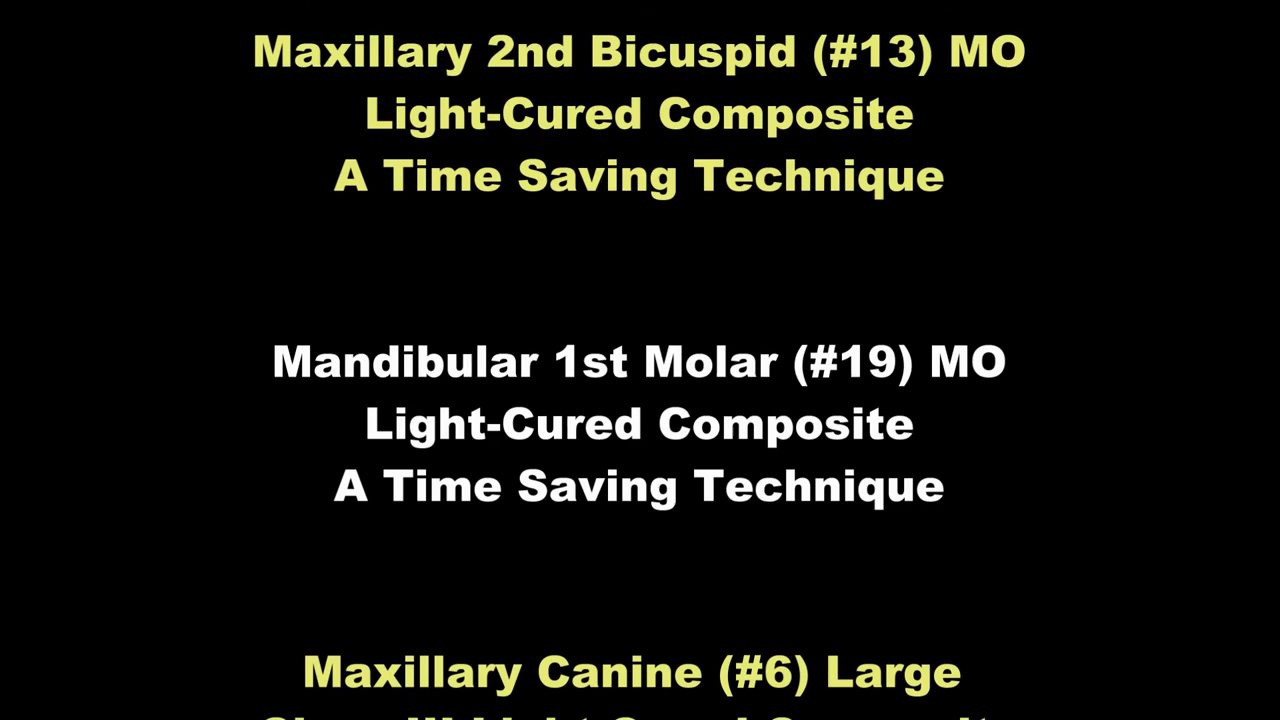 Maxillary 2nd Bicuspid (#13) MO
Light-Cured Composite
A Time Saving Technique
Mandibular 1st Molar (#19) MO
Light-Cured Composite
A Time Saving Technique
Maxillary Canine (#6) Large